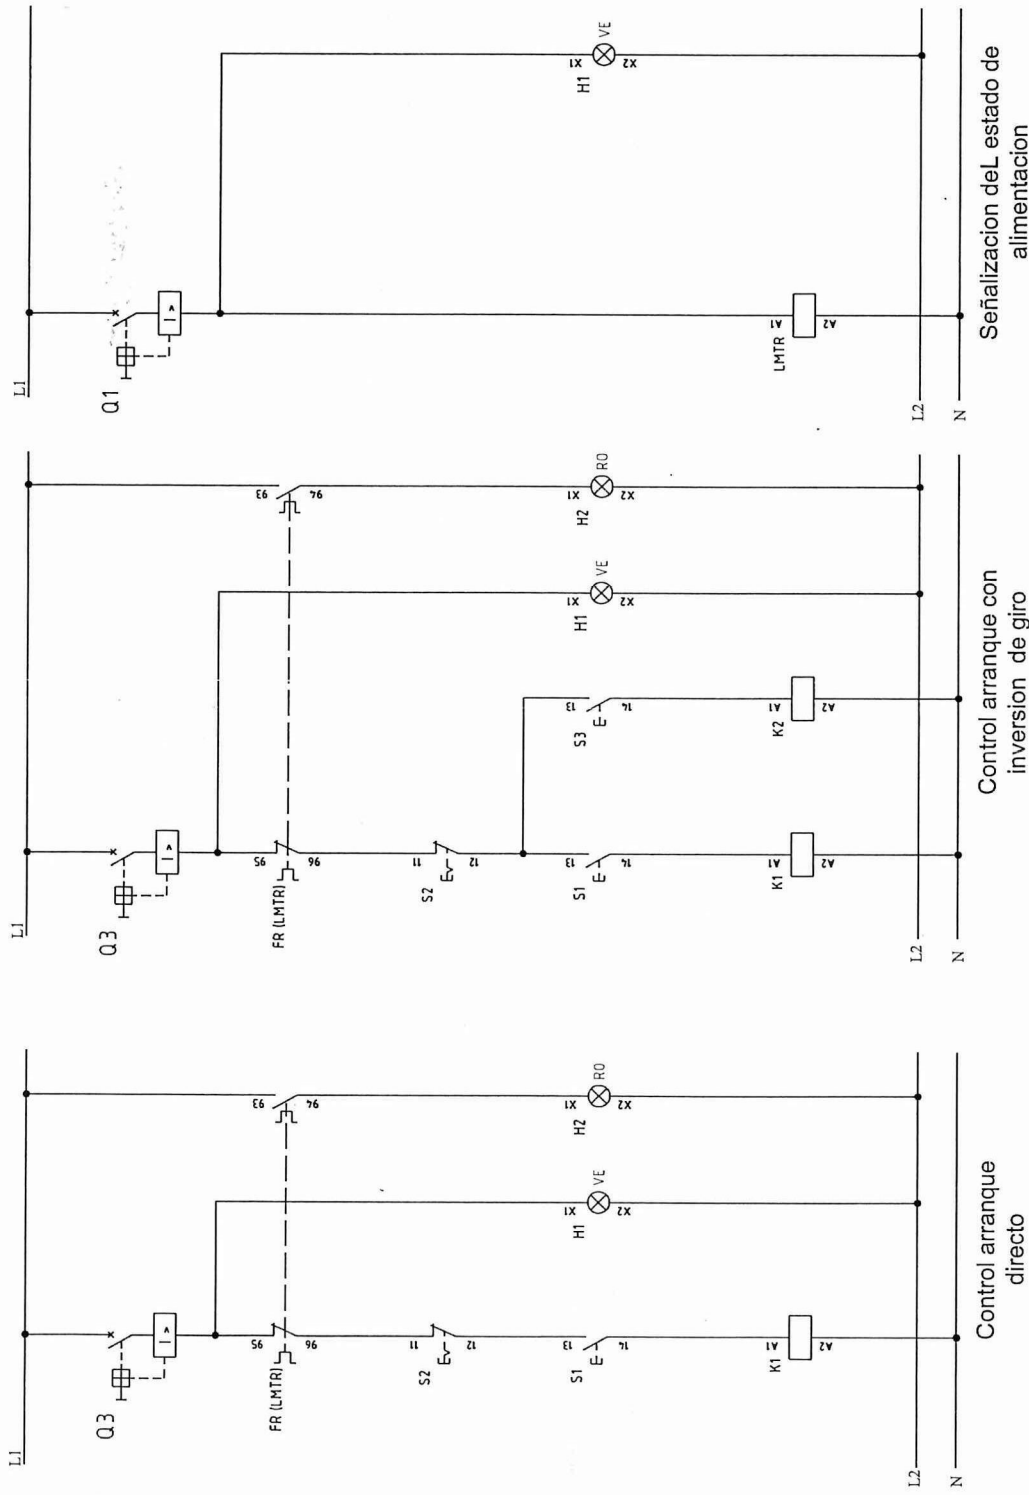 L1
Q3
95
96
FR (LMTR)
93
94
11
12
S2
13
14
S1
X1
X2
H1
VE
X1
X2
H2
RO
A1
A2
K1
L2
N
Control arranque
directo
L1
Q3
95
96
FR (LMTR)
93
94
11
12
S2
13
14
S1
13
14
S3
X1
X2
H1
VE
X1
X2
H2
RO
A1
A2
K1
A1
A2
K2
L2
N
Control arranque con
inversion de giro
L1
Q1
X1
X2
H1
VE
A1
A2
LMTR
L2
N
Señalizacion deL estado de
alimentacion